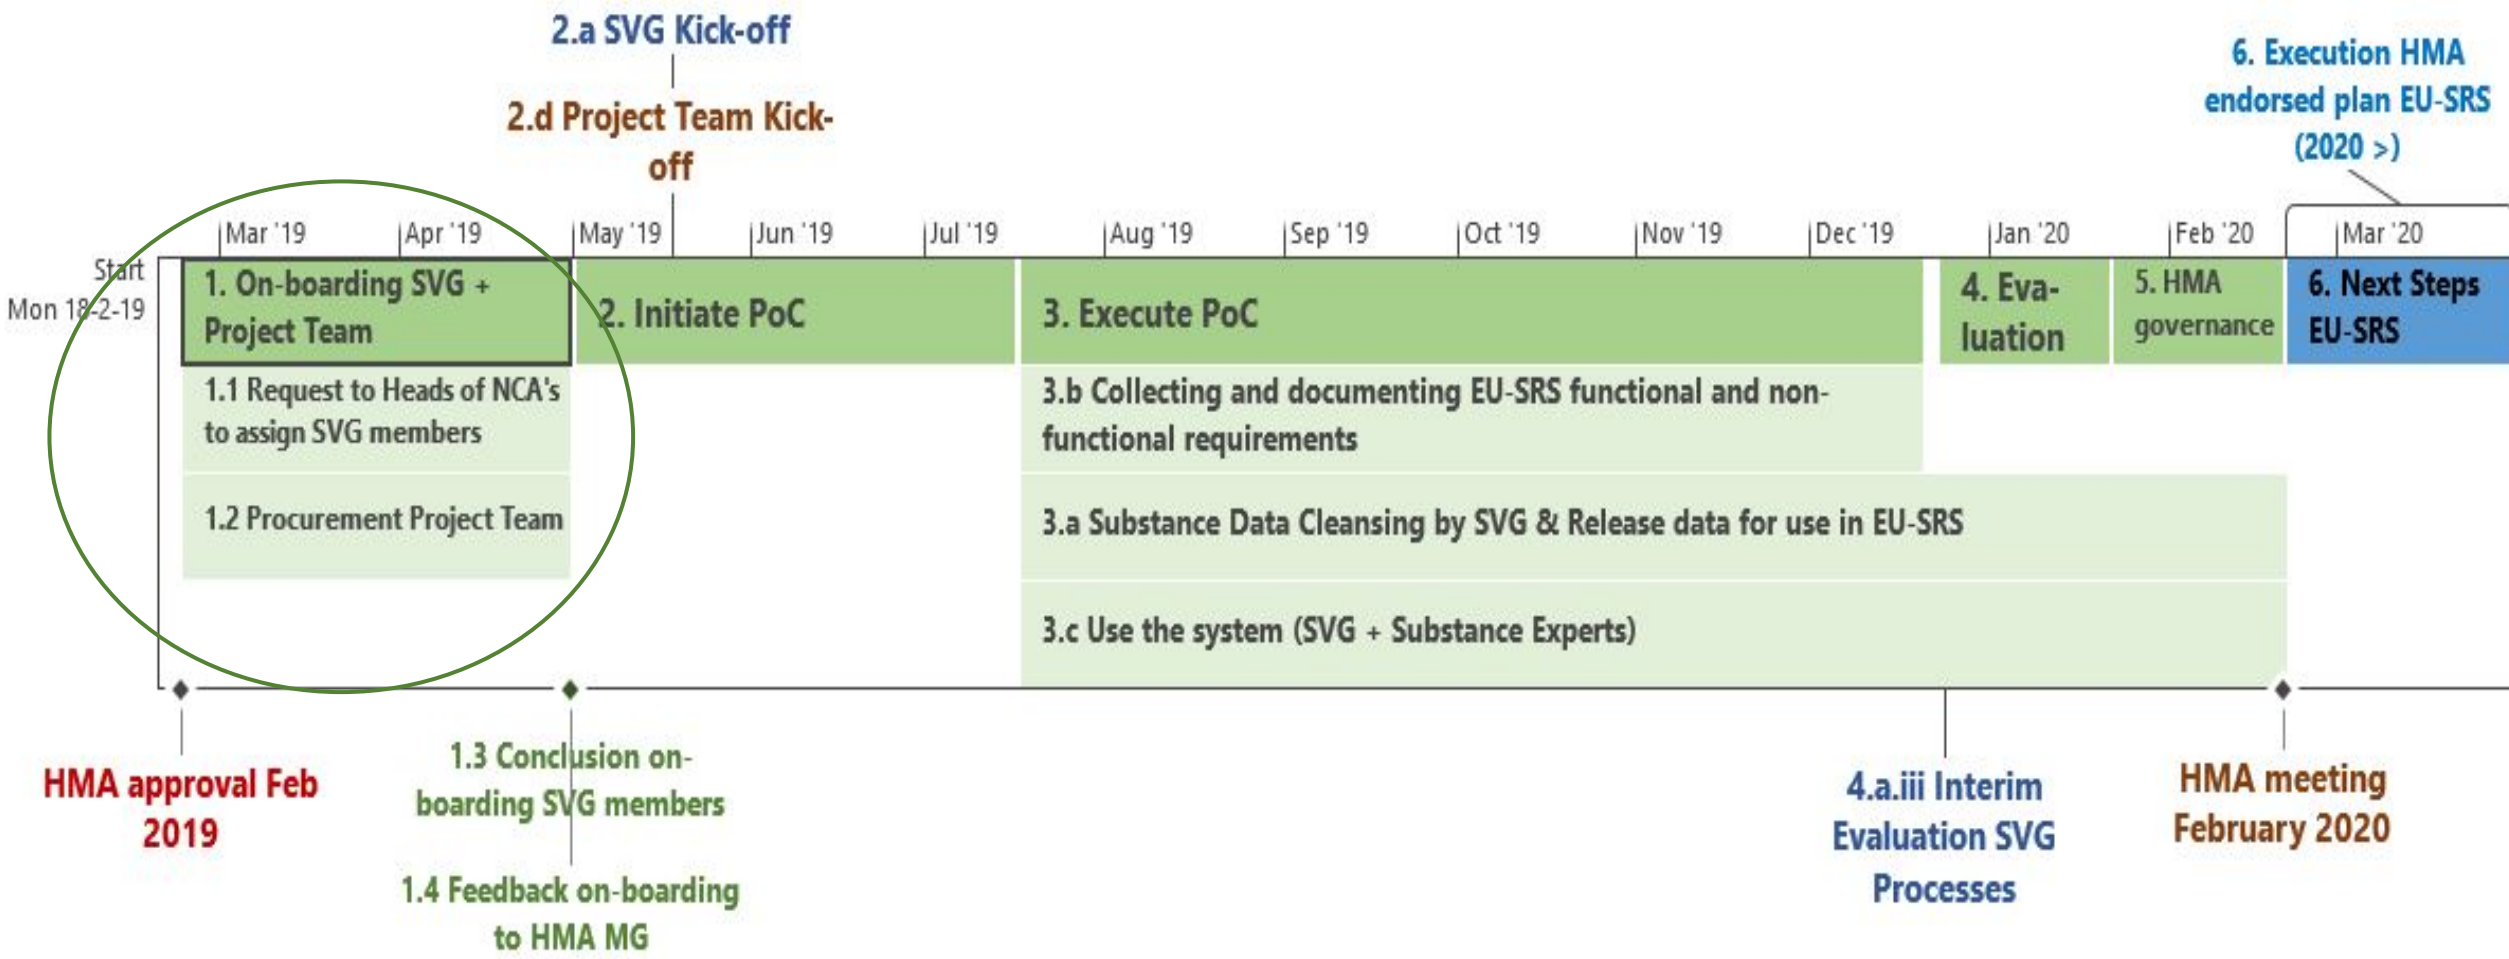 2.a SVG Kick-off
2.d Project Team Kick-
off
6. Execution HMA
endorsed plan EU-SRS
(2020 >)
Mar '19
Apr '19
May '19
Jun '19
Jul '19
Aug '19
Sep '19
Oct '19
Nov '19
Dec '19
Jan '20
Feb '20
Mar '20
Start
Mon 18-2-19
1. On-boarding SVG +
Project Team
2. Initiate PoC
3. Execute PoC
4. Eva-
luation
5. HMA
governance
6. Next Steps
EU-SRS
1.1 Request to Heads of NCA's
to assign SVG members
3.b Collecting and documenting EU-SRS functional and non-
functional requirements
1.2 Procurement Project Team
3.a Substance Data Cleansing by SVG & Release data for use in EU-SRS
3.c Use the system (SVG + Substance Experts)
HMA approval Feb
2019
1.3 Conclusion on-
boarding SVG members
1.4 Feedback on-boarding
to HMA MG
4.a.iii Interim
Evaluation SVG
Processes
HMA meeting
February 2020